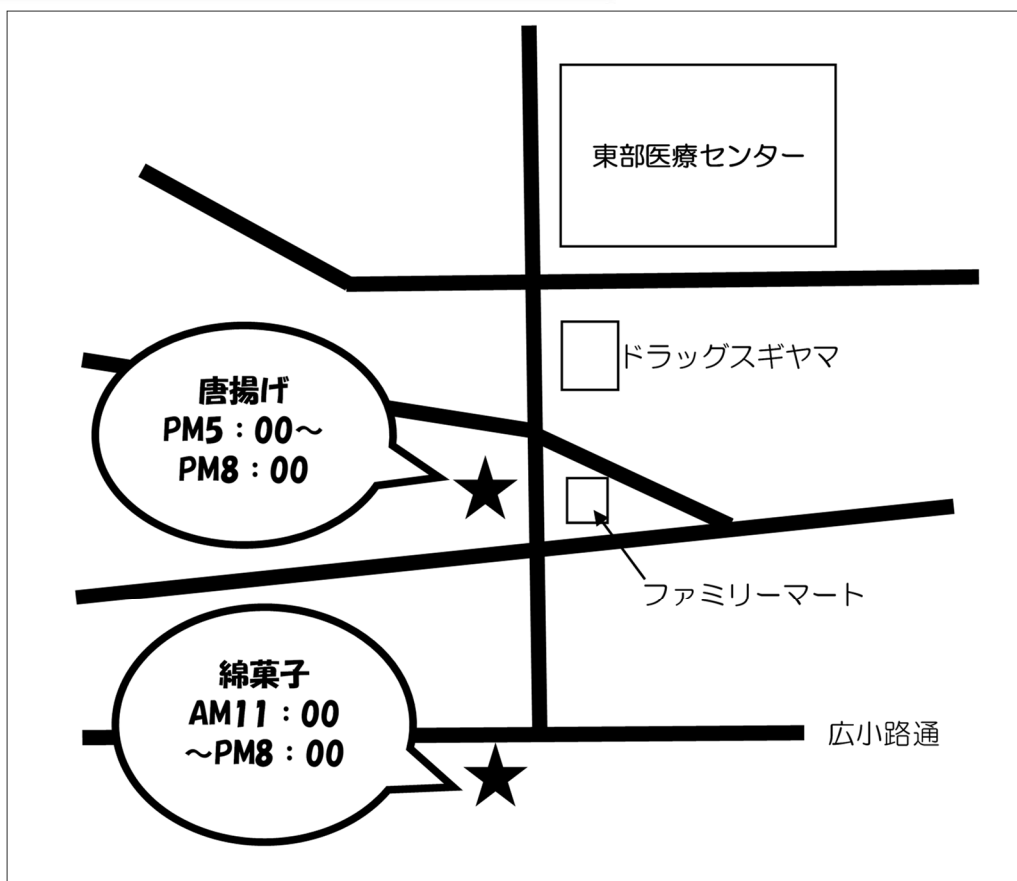 東部医療センター
ドラッグスギヤマ
唐揚げ
PM5：00～
PM8：00
ファミリーマート
綿菓子
AM11：00
～PM8：00
広小路通